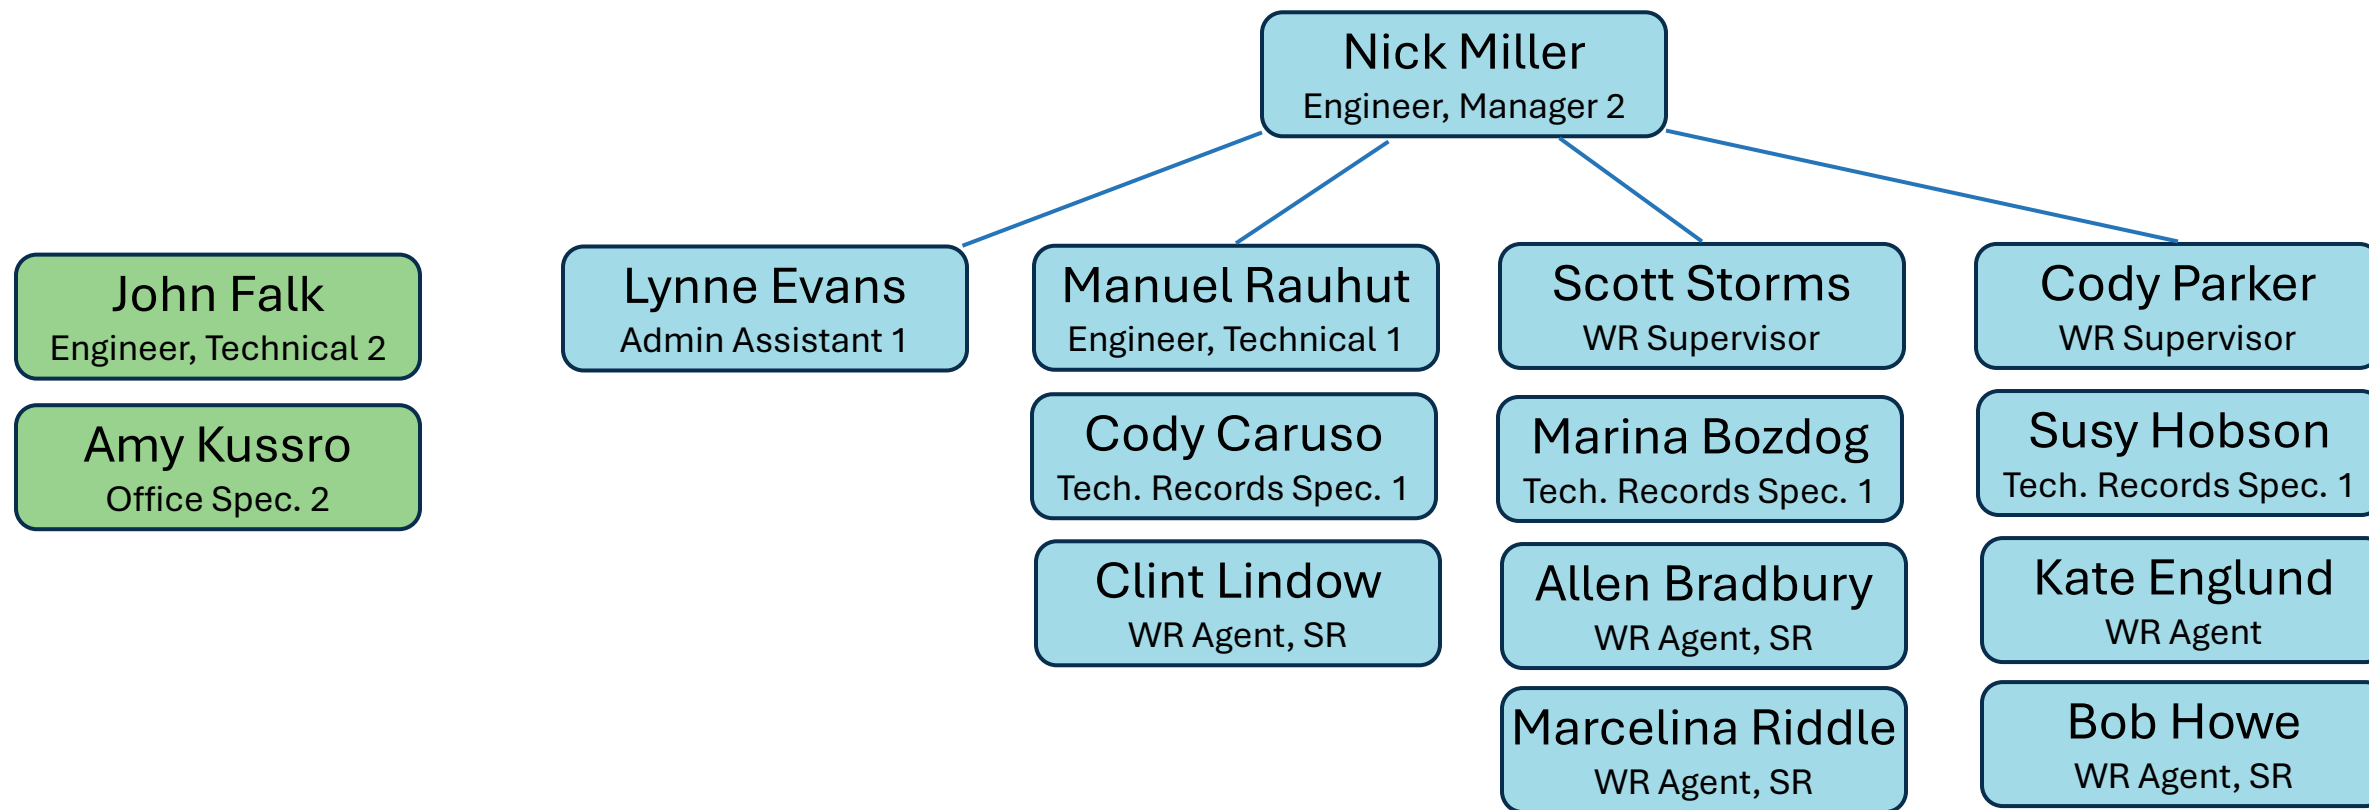 Nick Miller
Engineer, Manager 2
John Falk
Engineer, Technical 2
Amy Kussro
Office Spec. 2
Lynne Evans
Admin Assistant 1
Manuel Rauhut
Engineer, Technical 1
Cody Caruso
Tech. Records Spec. 1
Clint Lindow
WR Agent, SR
Scott Storms
WR Supervisor
Marina Bozdog
Tech. Records Spec. 1
Allen Bradbury
WR Agent, SR
Marcelina Riddle
WR Agent, SR
Cody Parker
WR Supervisor
Susy Hobson
Tech. Records Spec. 1
Kate Englund
WR Agent
Bob Howe
WR Agent, SR